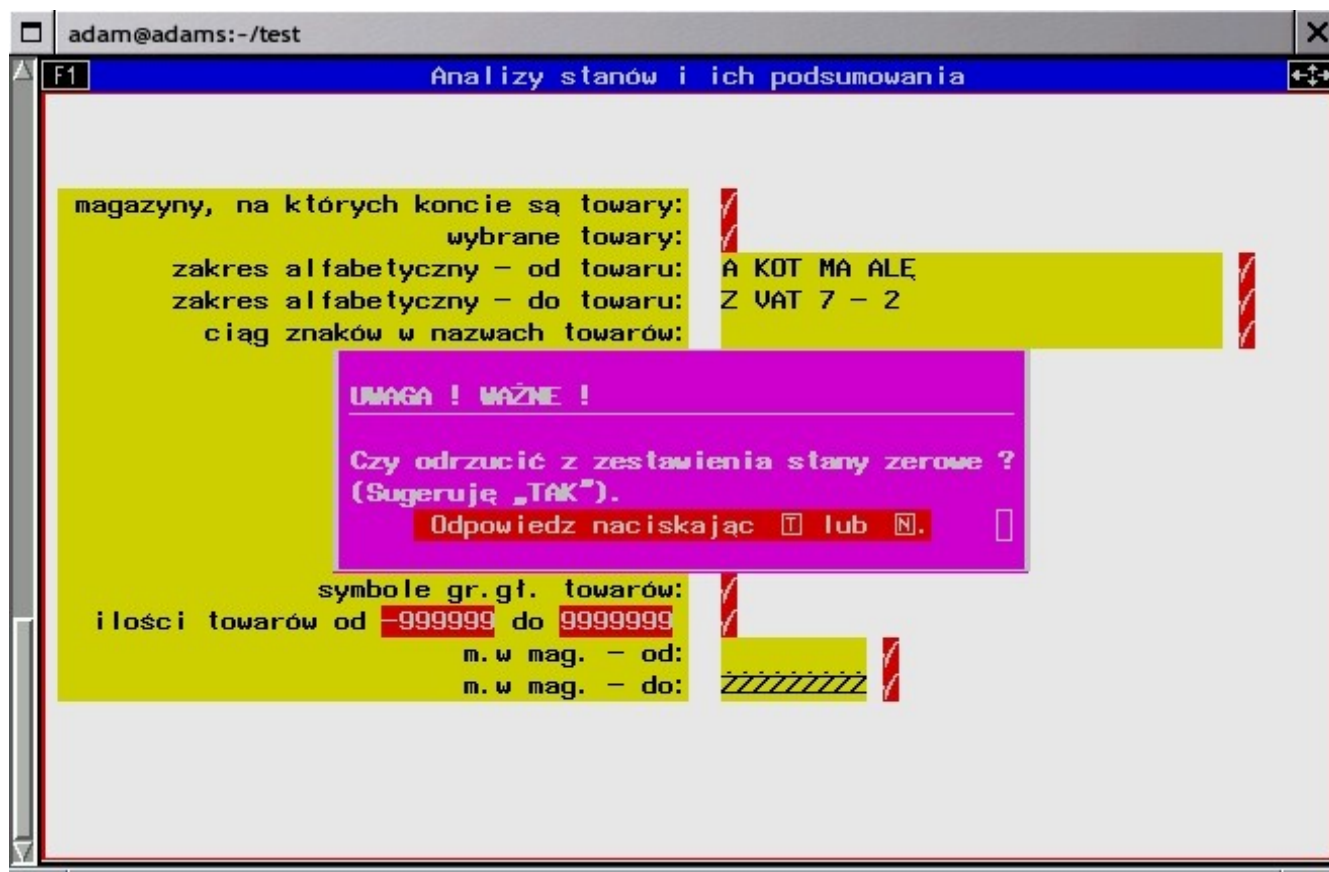 adam@adams:~/test
F1 Analizy stanów i ich podsumowania
magazyny, na których koncie są towary: /
wybrane towary: /
zakres alfabetyczny – od towaru: A KOT MA ALĘ /
zakres alfabetyczny – do towaru: Z VAT 7 – 2 /
ciąg znaków w nazwach towarów: /
UWAGA ! WAŻNE !
Czy odrzucić z zestawienia stany zerowe ?
(Sugeruję „TAK”).
Odpowiedz naciskając T lub N.
symbole gr.gł. towarów: /
ilości towarów od -999999 do 9999999 /
m.w mag. – od: /
m.w mag. – do: ŻŻŻŻŻŻŻŻŻ /